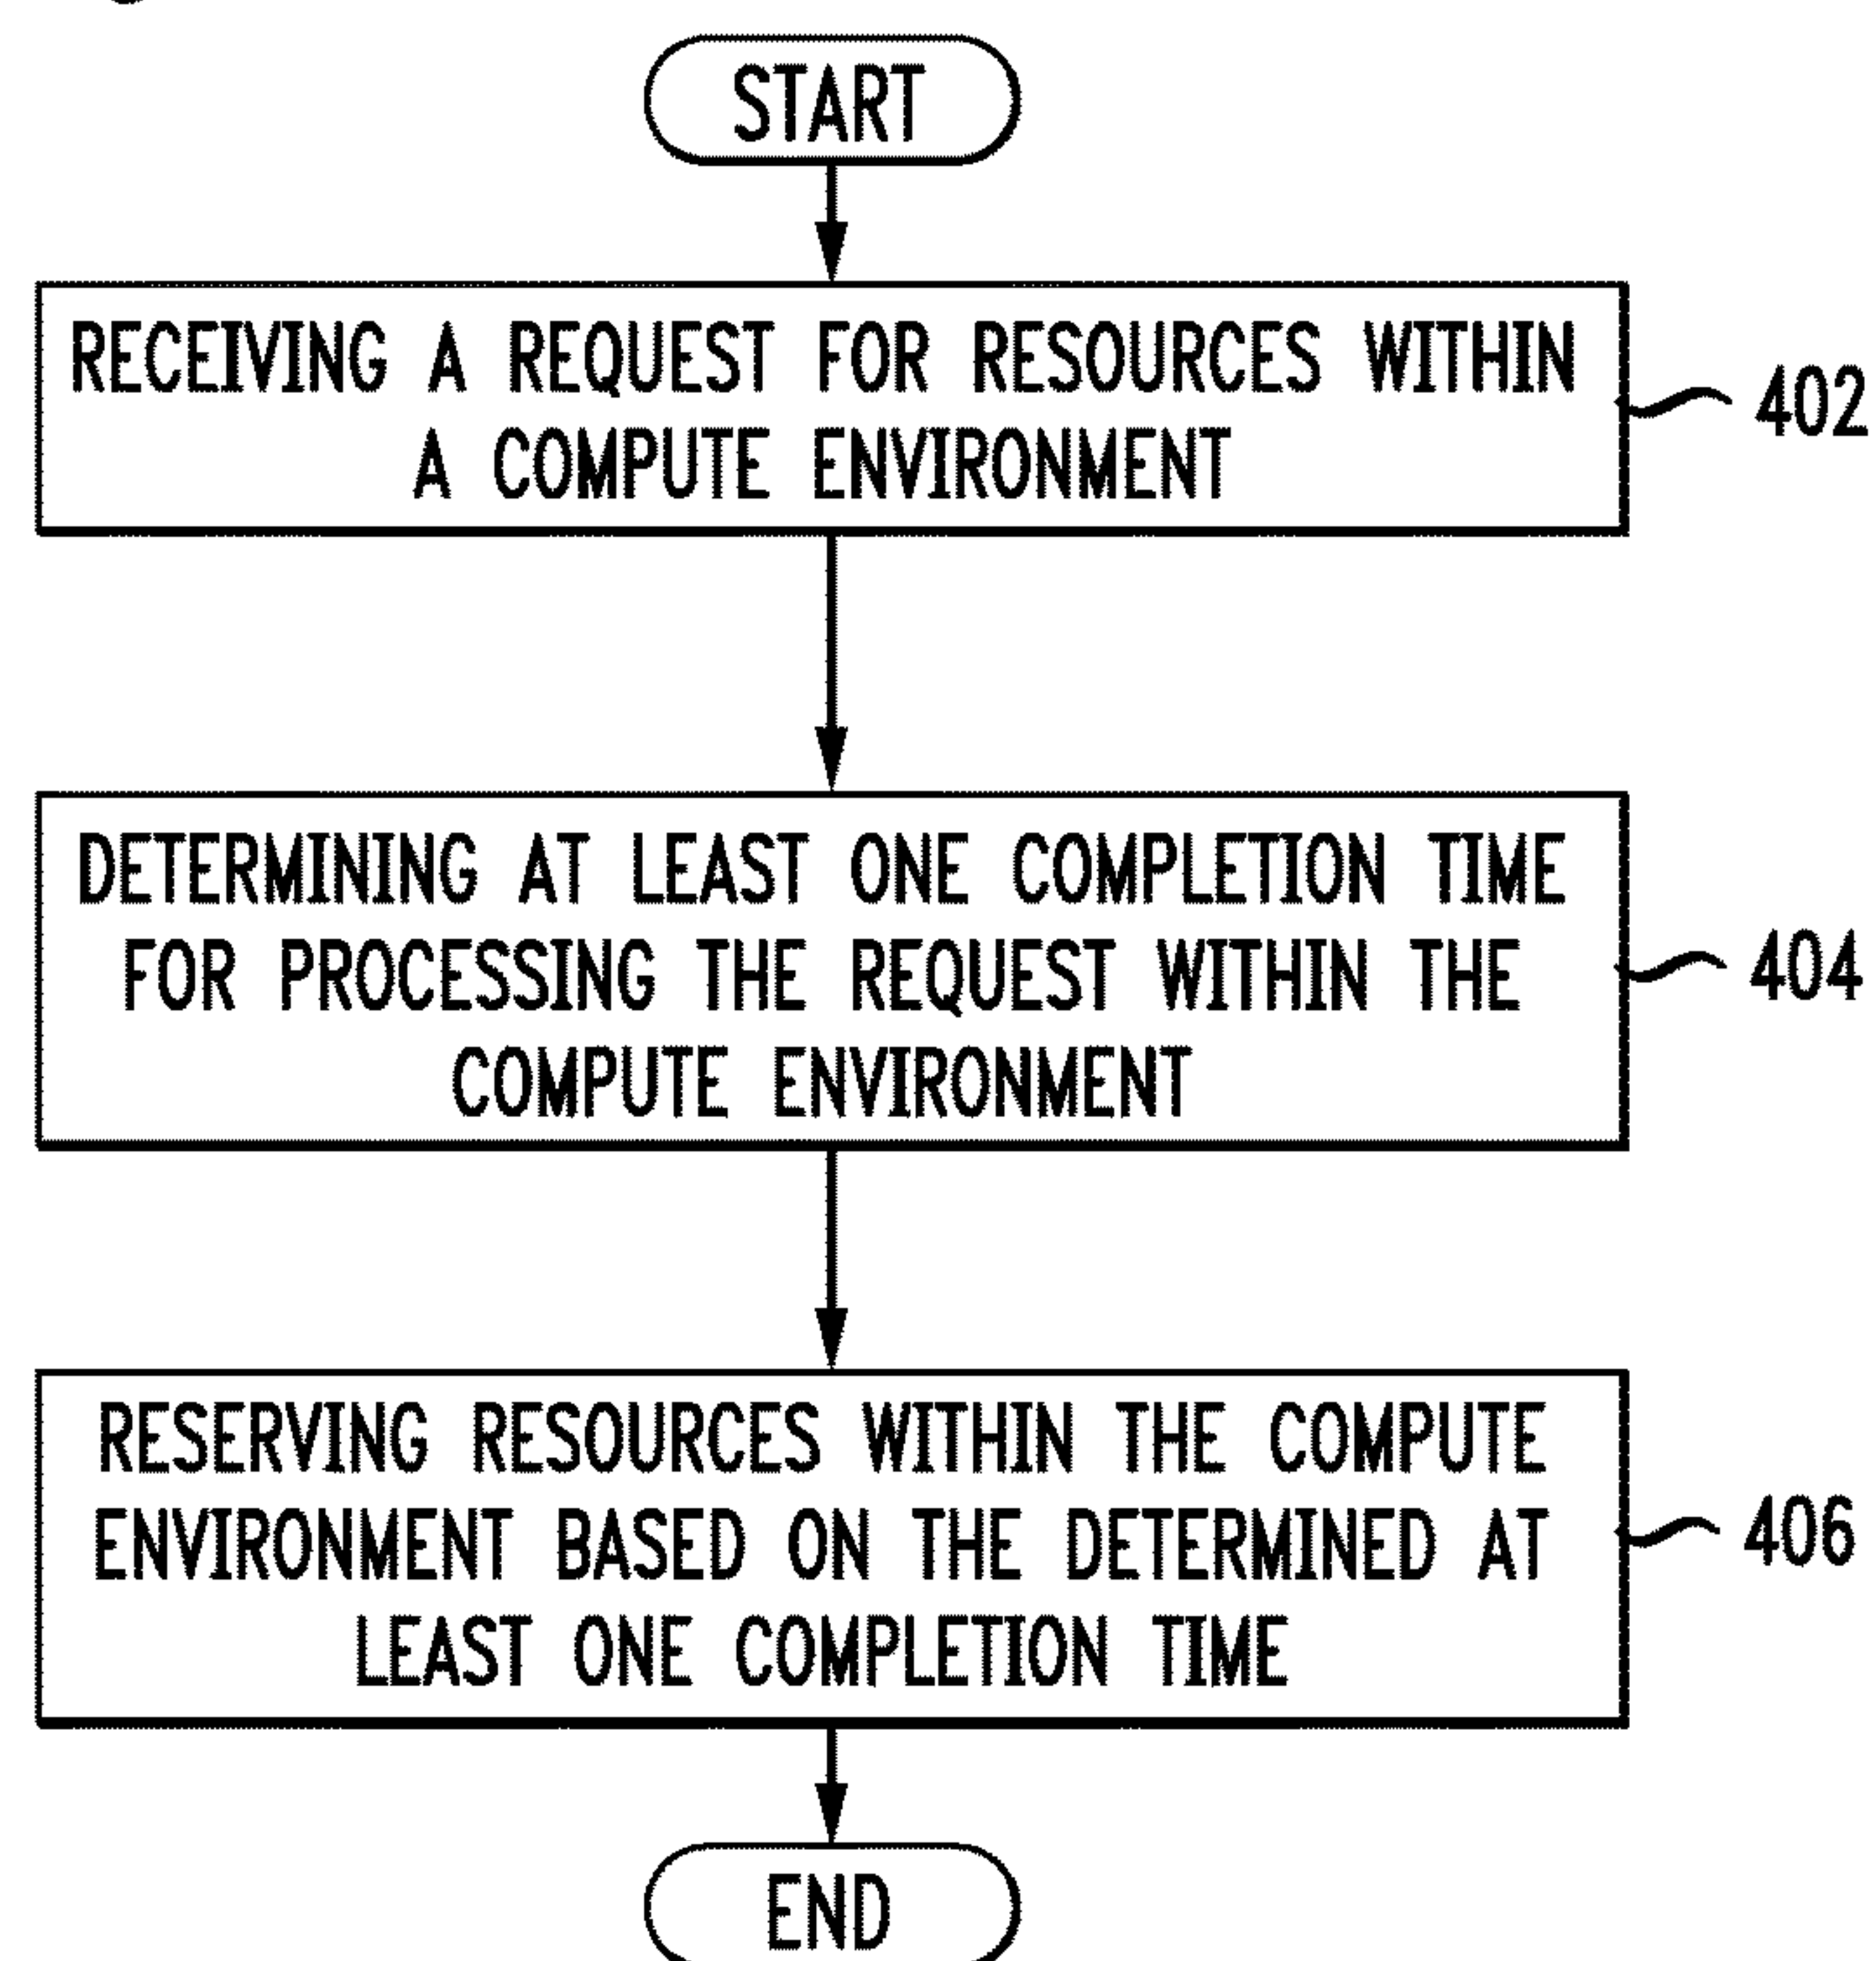 START
RECEIVING A REQUEST FOR RESOURCES WITHIN
A COMPUTE ENVIRONMENT
402
DETERMINING AT LEAST ONE COMPLETION TIME
FOR PROCESSING THE REQUEST WITHIN THE
COMPUTE ENVIRONMENT
404
RESERVING RESOURCES WITHIN THE COMPUTE
ENVIRONMENT BASED ON THE DETERMINED AT
LEAST ONE COMPLETION TIME
406
END